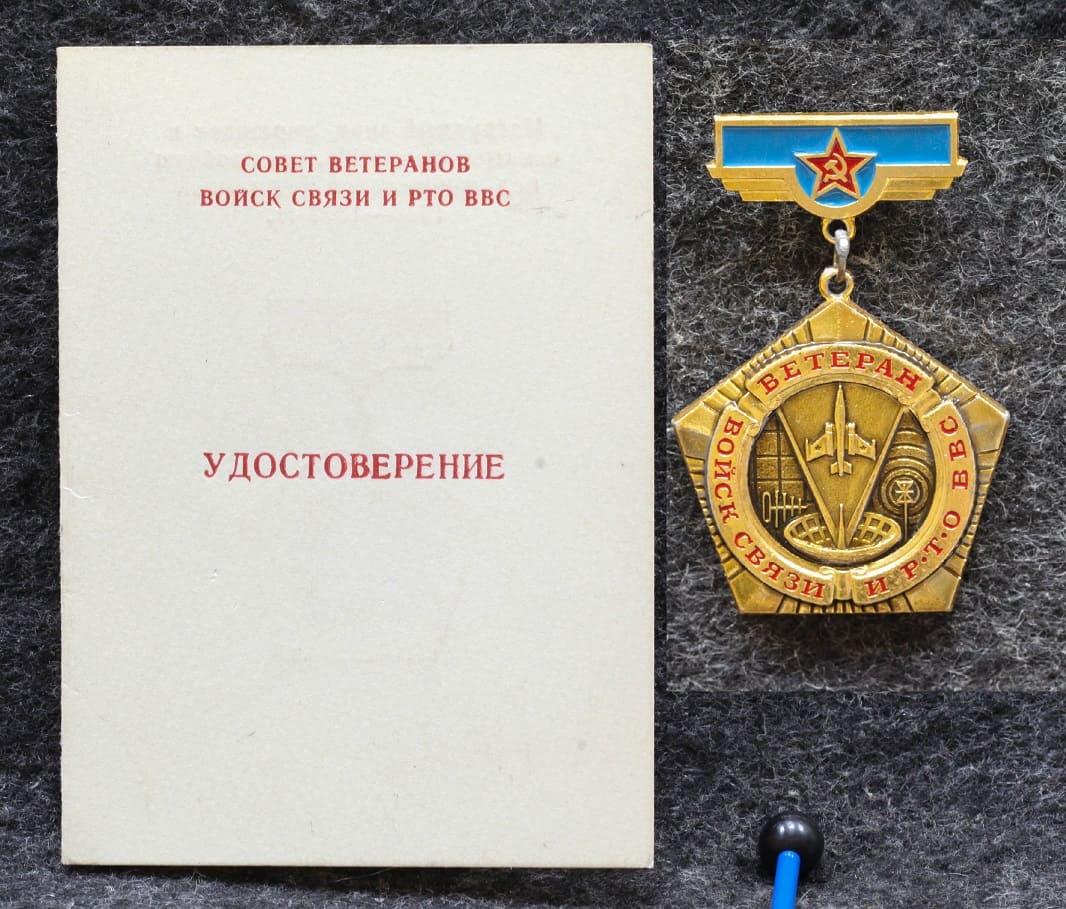 СОВЕТ ВЕТЕРАНОВ
ВОЙСК СВЯЗИ И РТО ВВС
УДОСТОВЕРЕНИЕ
ВЕТЕРАН
ВОЙСК СВЯЗИ
И Р.Т.О ВВС